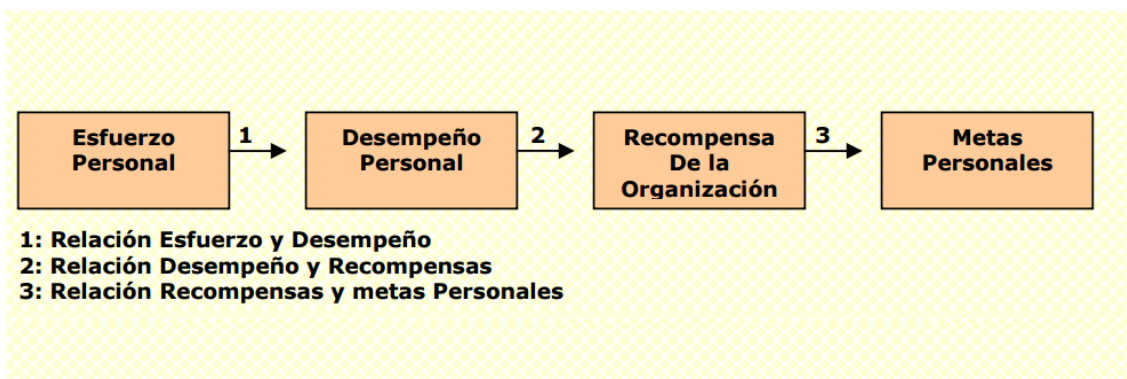 Esfuerzo
Personal
1
Desempeño
Personal
2
Recompensa
De la
Organización
3
Metas
Personales
1: Relación Esfuerzo y Desempeño
2: Relación Desempeño y Recompensas
3: Relación Recompensas y metas Personales